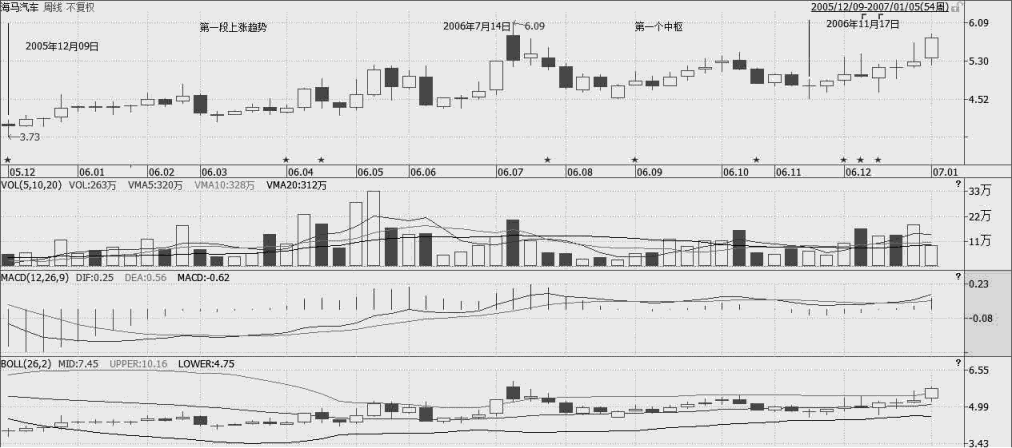 海马汽车 周线 不复权
2005/12/09-2007/01/05(54周)
第一段上涨趋势
2006年7月14日
6.09
第一个中枢
2006年11月17日
2005年12月09日
3.73
6.09
5.30
4.52
05.12 06.01 06.02 06.03 06.04 06.05 06.06 06.07 06.08 06.09 06.10 06.11 06.12 07.01
VOL(5,10,20) VOL:263万 VMA5:320万 VMA10:328万 VMA20:312万
?
33万
22万
11万
MACD(12,26,9) DIF:0.25 DEA:0.56 MACD:-0.62
?
0.23
-0.08
BOLL(26,2) MID:7.45 UPPER:10.16 LOWER:4.75
?
6.55
4.99
3.43